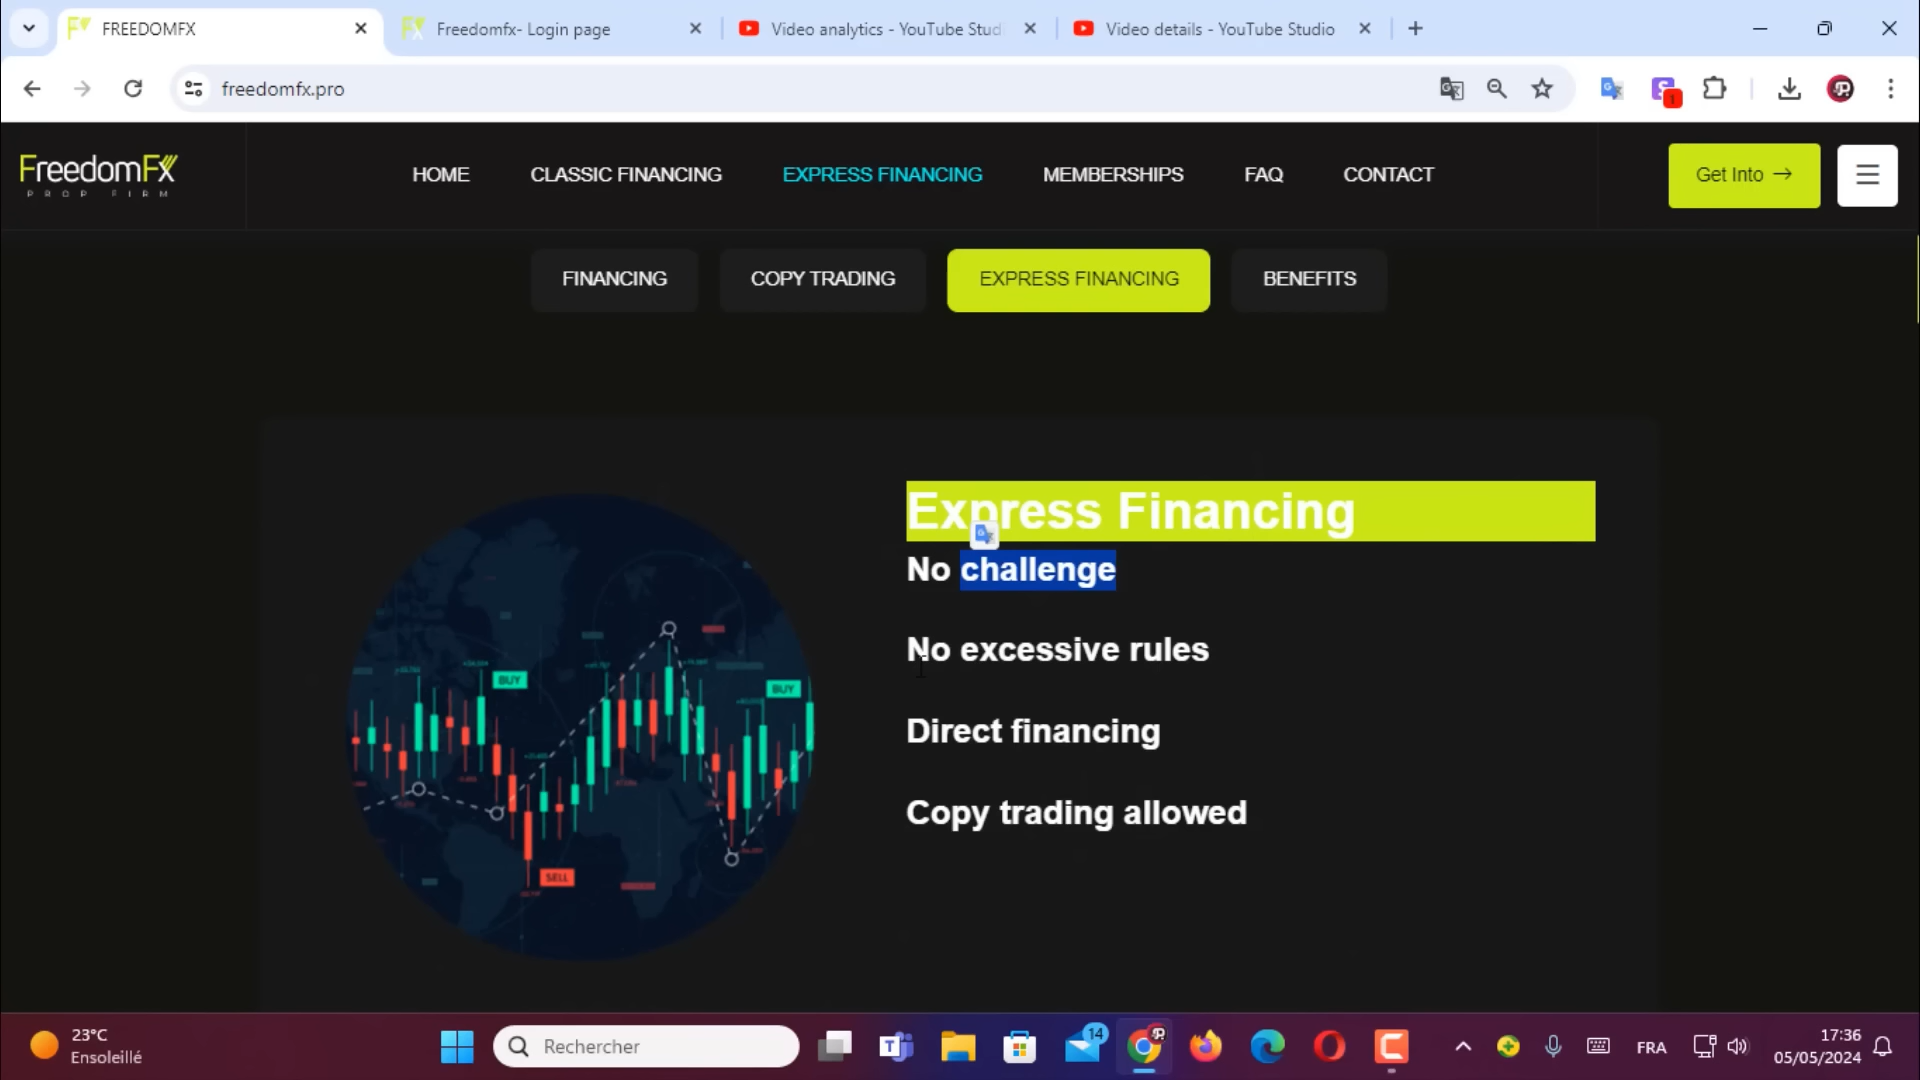 FREEDOMFX
Freedomfx- Login page
Video analytics - YouTube Stud
Video details - YouTube Studio
freedomfx.pro
1
FreedomFX
PROP FIRM
HOME
CLASSIC FINANCING
EXPRESS FINANCING
MEMBERSHIPS
FAQ
CONTACT
Get Into →
FINANCING
COPY TRADING
EXPRESS FINANCING
BENEFITS
Express Financing
No challenge
No excessive rules
Direct financing
Copy trading allowed
BUY
BUY
SELL
23°C
Ensoleillé
Rechercher
14
FRA
17:36
05/05/2024